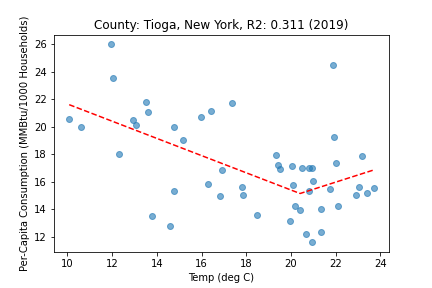 County: Tioga, New York, R2: 0.311 (2019)
Per-Capita Consumption (MMBtu/1000 Households)
26
24
22
20
18
16
14
12
10 12 14 16 18 20 22 24
Temp (deg C)